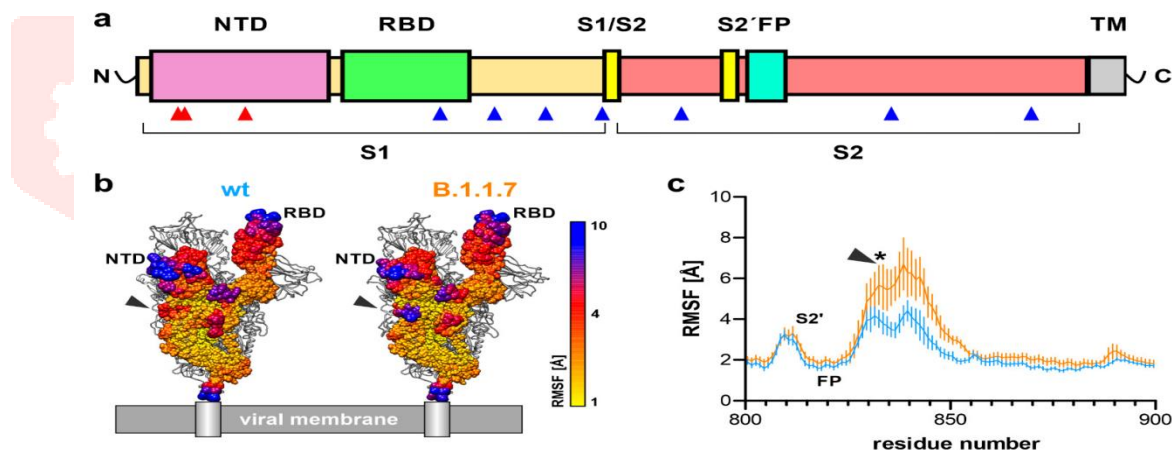 a
NTD RBD S1/S2 S2´FP TM
N C
S1 S2
b
wt B.1.1.7
RBD RBD
NTD NTD
10
4
1
RMSF [Å]
viral membrane
c
10
8
6
4
2
0
RMSF [Å]
*
S2'
FP
800 850 900
residue number